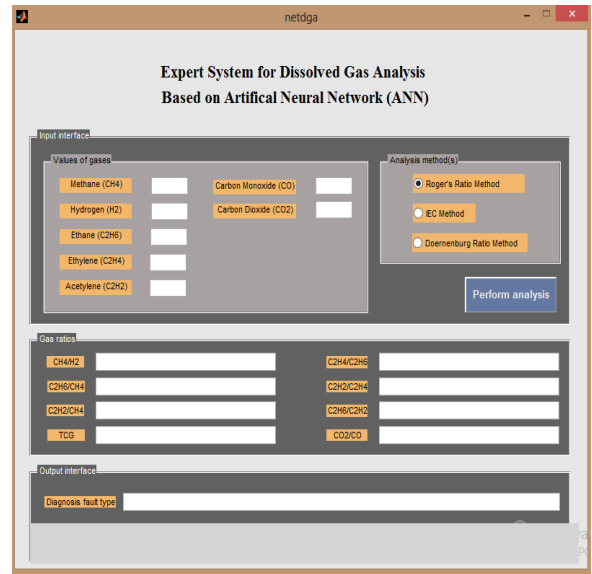 netdga
Expert System for Dissolved Gas Analysis
Based on Artifical Neural Network (ANN)
Input interface
Values of gases
Methane (CH4)
Hydrogen (H2)
Ethane (C2H6)
Ethylene (C2H4)
Acetylene (C2H2)
Carbon Monoxide (CO)
Carbon Dioxide (CO2)
Analysis method(s)
Roger's Ratio Method
IEC Method
Doernenburg Ratio Method
Perform analysis
Gas ratios
CH4/H2
C2H6/CH4
C2H2/CH4
TCG
C2H4/C2H6
C2H2/C2H4
C2H6/C2H2
CO2/CO
Output interface
Diagnosis fault type